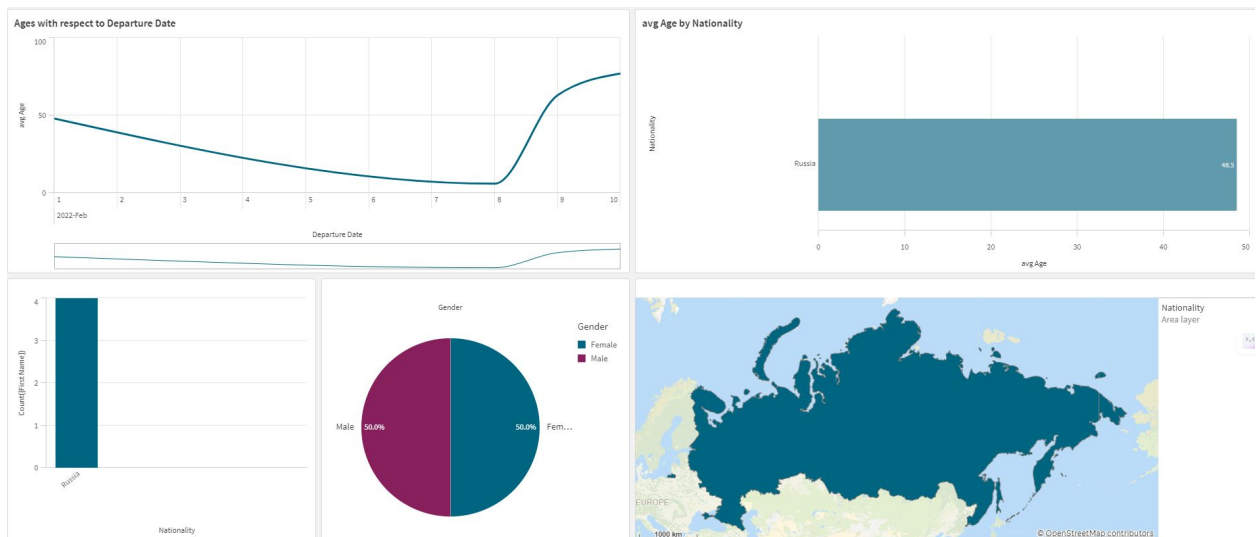 Ages with respect to Departure Date
100
50
0
avg Age
1 2 3 4 5 6 7 8 9 10
2022-Feb
Departure Date
avg Age by Nationality
Nationality
Russia
48.5
0 10 20 30 40 50
avg Age
4
3
2
1
0
Count([First Name])
Russia
Nationality
Gender
Gender
Female
Male
Male 50.0% 50.0% Fem...
Nationality
Area layer
EUROPE
1000 km
© OpenStreetMap contributors